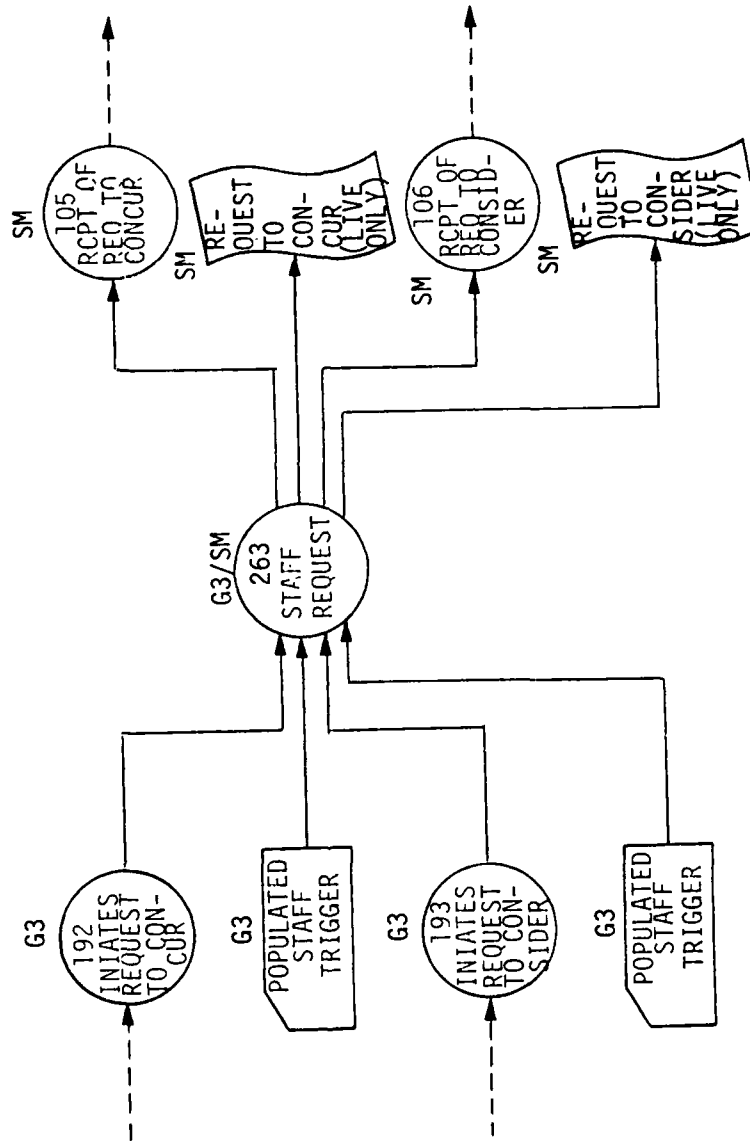 G3
192
INIATES
REQUEST
TO CON-
CUR
G3
POPULATED
STAFF
TRIGGER
G3
193
INIATES
REQUEST
TO CON-
SIDER
G3
POPULATED
STAFF
TRIGGER
G3/SM
263
STAFF
REQUEST
SM
105
RCPT OF
REQ TO
CONCUR
SM
RE-
QUEST
TO
CON-
CUR
(LIVE
ONLY)
SM
106
RCPT OF
REQ TO
CONSID-
ER
SM
RE-
QUEST
TO
CON-
SIDER
(LIVE
ONLY)